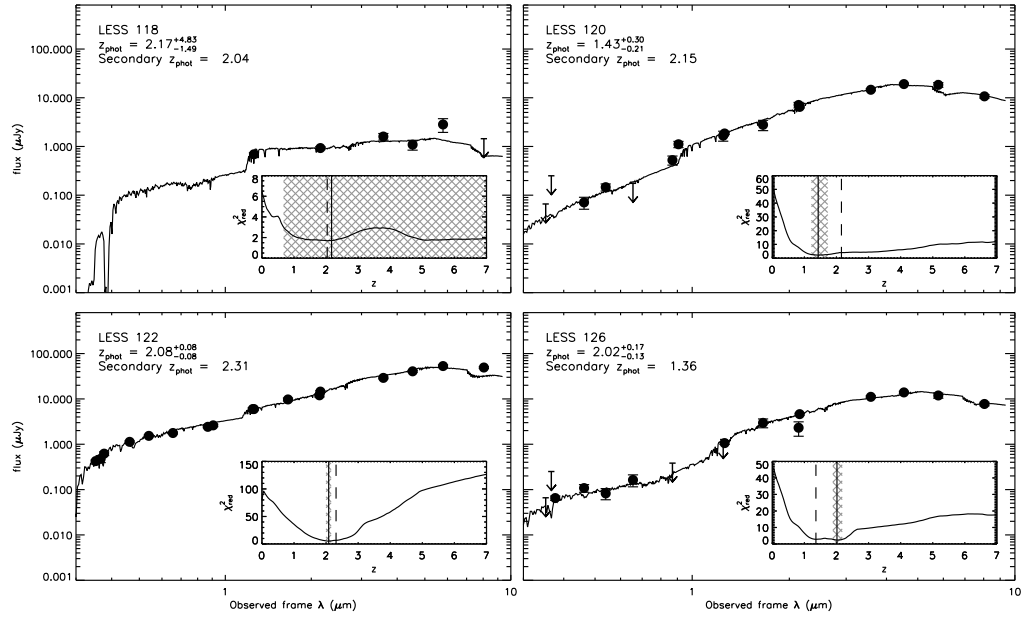 LESS 118
z_phot = 2.17 +4.83 -1.49
Secondary z_phot = 2.04
100.000
10.000
1.000
0.100
0.010
0.001
flux (μJy)
χ²_red
8
6
4
2
0
0 1 2 3 4 5 6 7
z
LESS 120
z_phot = 1.43 +0.30 -0.21
Secondary z_phot = 2.15
χ²_red
60
50
40
30
20
10
0
0 1 2 3 4 5 6 7
z
LESS 122
z_phot = 2.08 +0.08 -0.08
Secondary z_phot = 2.31
100.000
10.000
1.000
0.100
0.010
0.001
flux (μJy)
χ²_red
150
100
50
0
0 1 2 3 4 5 6 7
z
1 10
Observed frame λ (μm)
LESS 126
z_phot = 2.02 +0.17 -0.13
Secondary z_phot = 1.36
χ²_red
50
40
30
20
10
0
0 1 2 3 4 5 6 7
z
1 10
Observed frame λ (μm)